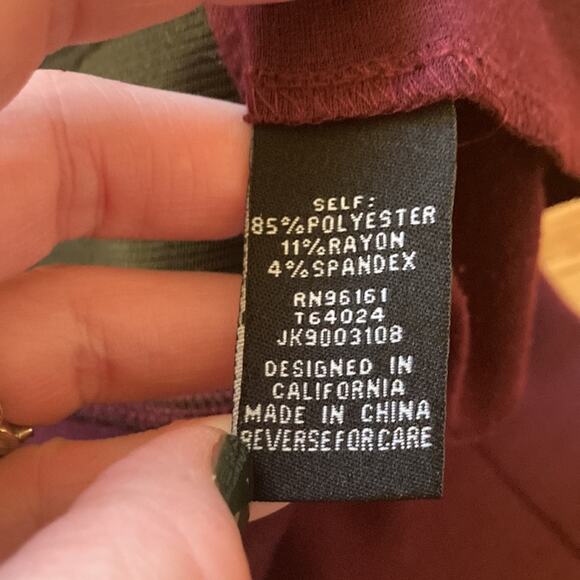 SELF:
85%POLYESTER
11%RAYON
4%SPANDEX
RN96161
T64024
JK9003108
DESIGNED IN
CALIFORNIA
MADE IN CHINA
REVERSEFORCARE